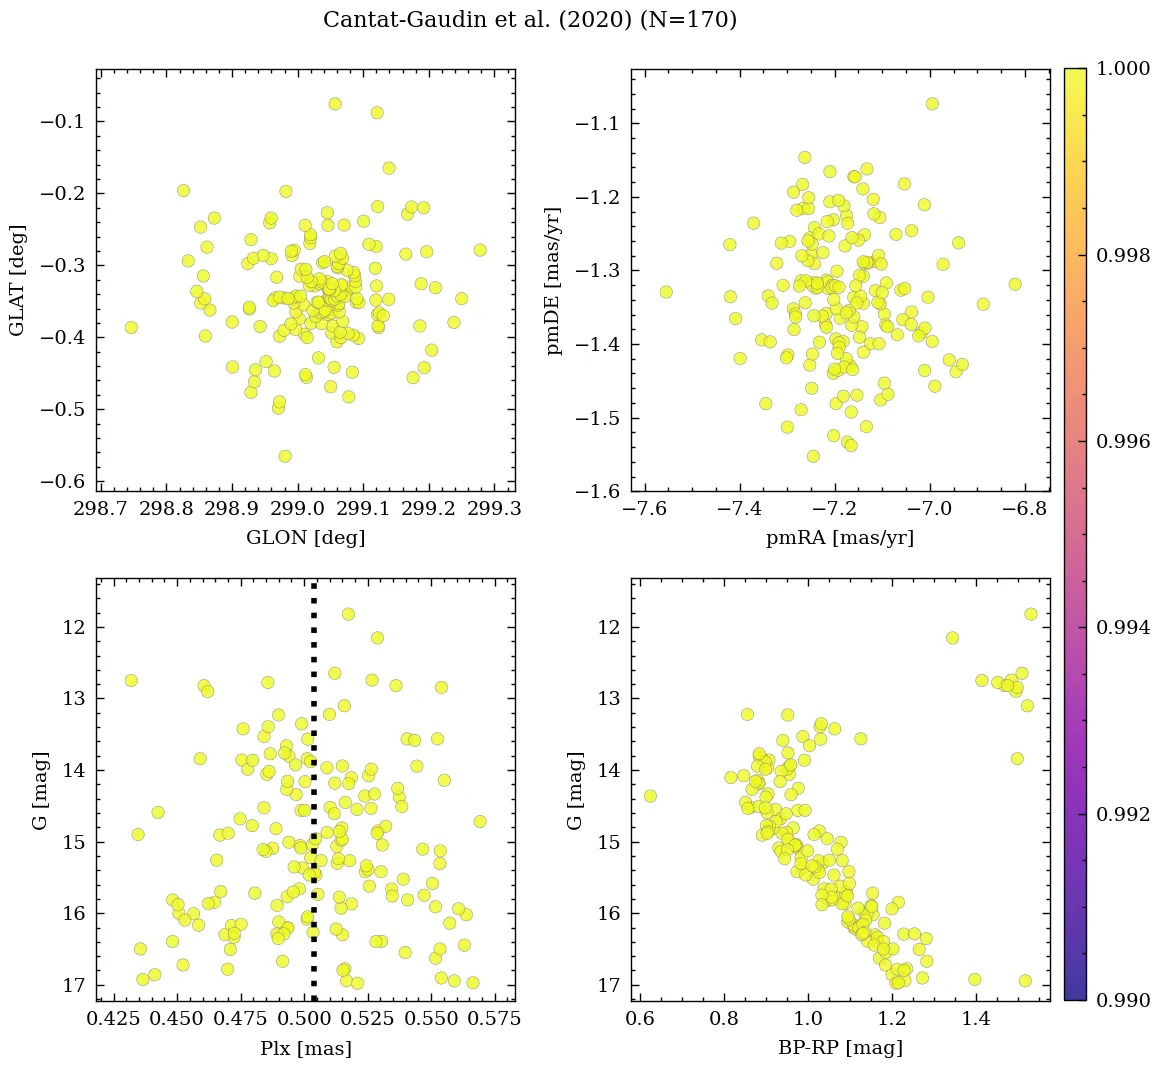 Cantat-Gaudin et al. (2020) (N=170)
−0.1
−0.2
−0.3
−0.4
−0.5
−0.6
GLAT [deg]
298.7 298.8 298.9 299.0 299.1 299.2 299.3
GLON [deg]
−1.1
−1.2
−1.3
−1.4
−1.5
−1.6
pmDE [mas/yr]
−7.6 −7.4 −7.2 −7.0 −6.8
pmRA [mas/yr]
12
13
14
15
16
17
G [mag]
0.425 0.450 0.475 0.500 0.525 0.550 0.575
Plx [mas]
12
13
14
15
16
17
G [mag]
0.6 0.8 1.0 1.2 1.4
BP-RP [mag]
1.000
0.998
0.996
0.994
0.992
0.990